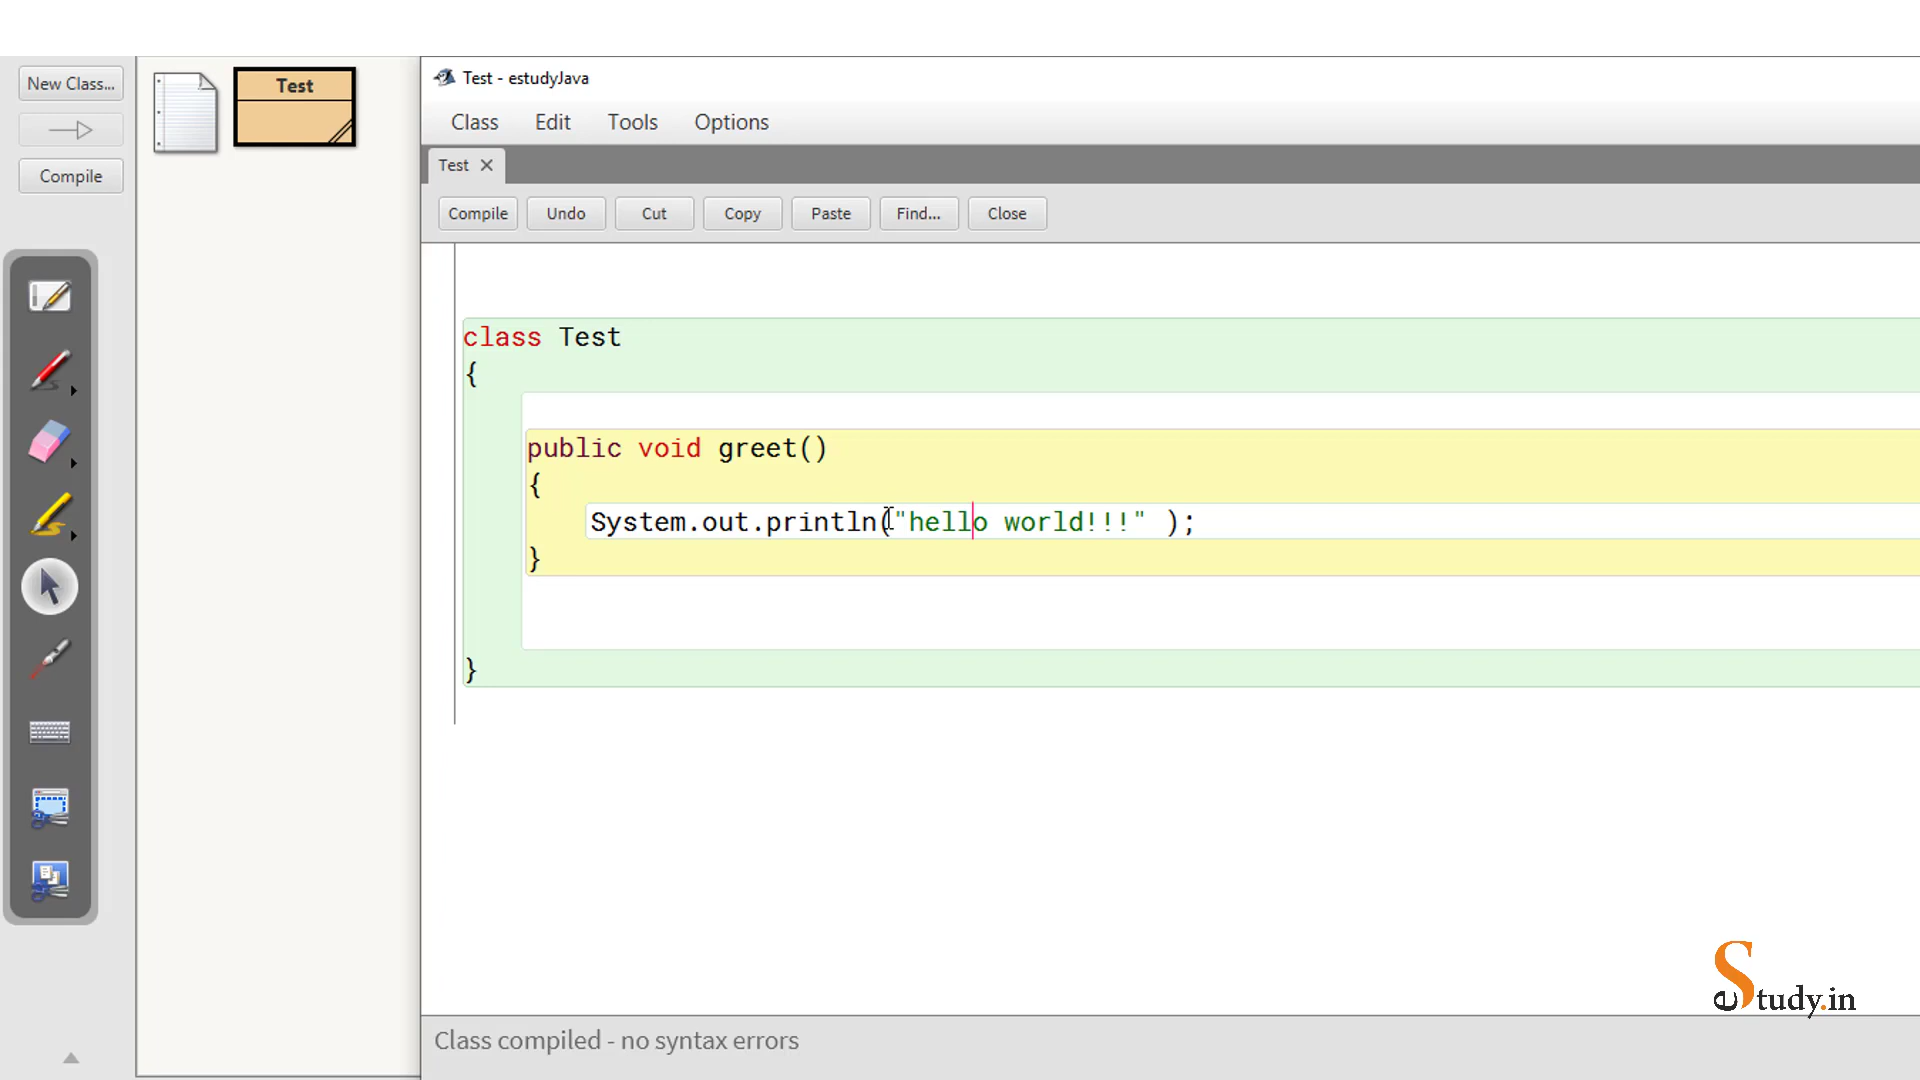 New Class...
Compile
Test
Test - estudyJava
Class Edit Tools Options
Test
Compile Undo Cut Copy Paste Find... Close
class Test
{
public void greet()
{
System.out.println("hello world!!!" );
}
}
eStudy.in
Class compiled - no syntax errors